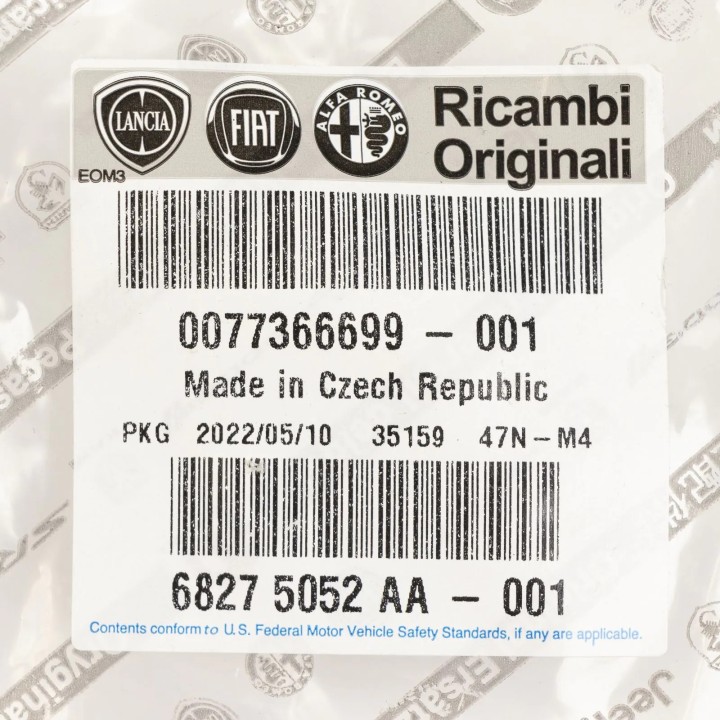 LANCIA
FIAT
ALFA ROMEO
Ricambi
Originali
EOM3
0077366699 - 001
Made in Czech Republic
PKG 2022/05/10 35159 47N-M4
6827 5052 AA - 001
Contents conform to U.S. Federal Motor Vehicle Safety Standards, if any are applicable.